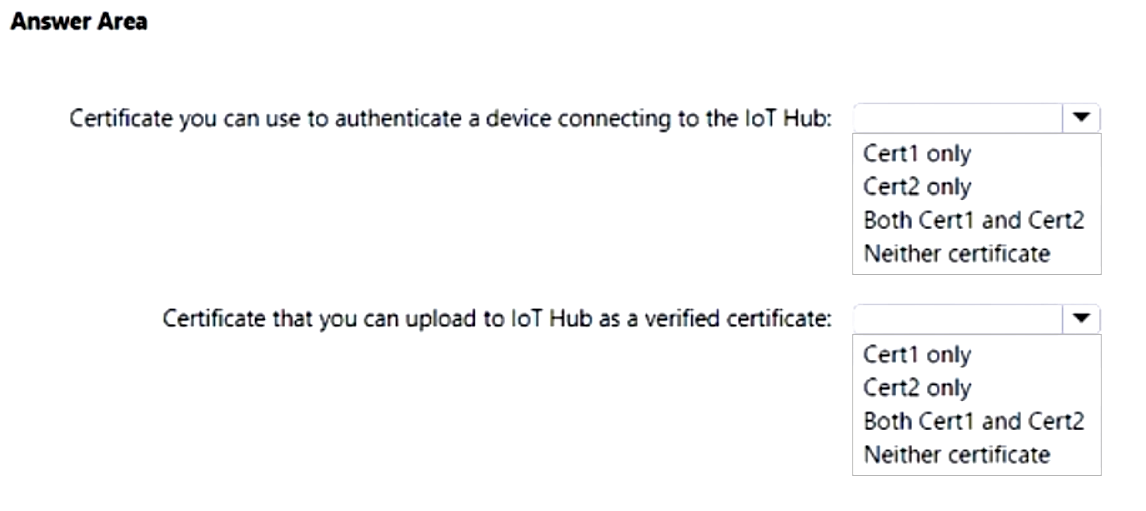 Answer Area
Certificate you can use to authenticate a device connecting to the IoT Hub:
Cert1 only
Cert2 only
Both Cert1 and Cert2
Neither certificate
Certificate that you can upload to IoT Hub as a verified certificate:
Cert1 only
Cert2 only
Both Cert1 and Cert2
Neither certificate